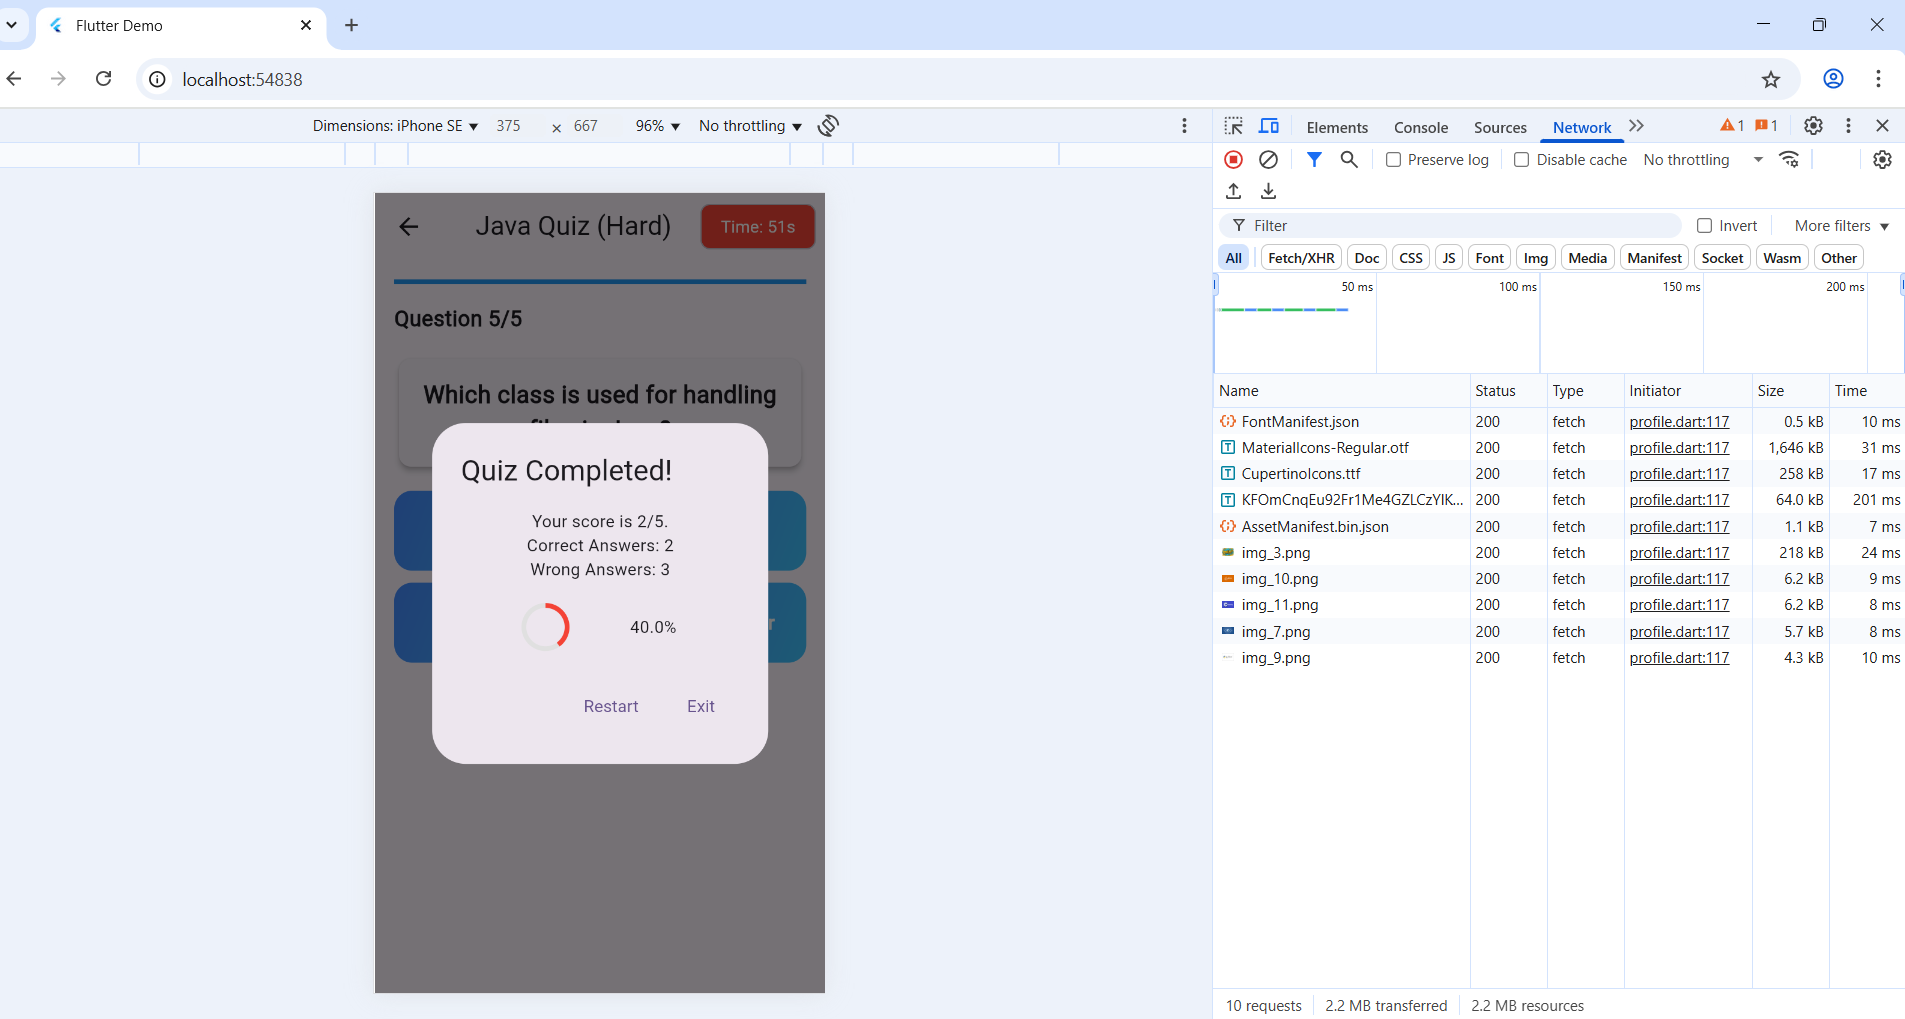 Flutter Demo
localhost:54838
Dimensions: iPhone SE 375 × 667 96% No throttling
Java Quiz (Hard) Time: 51s
Question 5/5
Which class is used for handling
Quiz Completed!
Your score is 2/5.
Correct Answers: 2
Wrong Answers: 3
40.0%
Restart Exit
Elements Console Sources Network 1 1
Preserve log Disable cache No throttling
Filter Invert More filters
All Fetch/XHR Doc CSS JS Font Img Media Manifest Socket Wasm Other
50 ms 100 ms 150 ms 200 ms
Name Status Type Initiator Size Time
FontManifest.json 200 fetch profile.dart:117 0.5 kB 10 ms
MaterialIcons-Regular.otf 200 fetch profile.dart:117 1,646 kB 31 ms
CupertinoIcons.ttf 200 fetch profile.dart:117 258 kB 17 ms
KFOmCnqEu92Fr1Me4GZLCzYlK... 200 fetch profile.dart:117 64.0 kB 201 ms
AssetManifest.bin.json 200 fetch profile.dart:117 1.1 kB 7 ms
img_3.png 200 fetch profile.dart:117 218 kB 24 ms
img_10.png 200 fetch profile.dart:117 6.2 kB 9 ms
img_11.png 200 fetch profile.dart:117 6.2 kB 8 ms
img_7.png 200 fetch profile.dart:117 5.7 kB 8 ms
img_9.png 200 fetch profile.dart:117 4.3 kB 10 ms
10 requests 2.2 MB transferred 2.2 MB resources